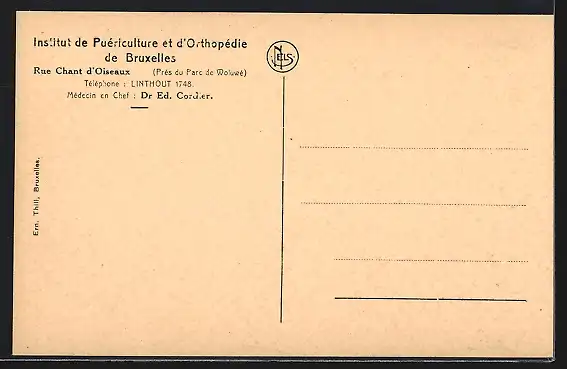 Institut de Puériculture et d'Orthopédie
de Bruxelles
Rue Chant d'Oiseaux (Près du Parc de Woluwé)
Téléphone : LINTHOUT 1748.
Médecin en Chef : Dr Ed. Cordier.
NELS
Ern. Thill, Bruxelles.